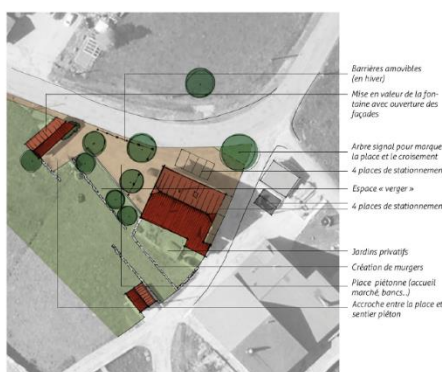 Barrières amovibles
(en hiver)
Mise en valeur de la fon-
taine avec ouverture des
façades
Arbre signal pour marque
la place et le croisement
4 places de stationnemen
Espace « verger »
4 places de stationnemen
Jardins privatifs
Création de murgers
Place piétonne (accueil
marché, bancs...)
Accroche entre la place et
sentier piéton